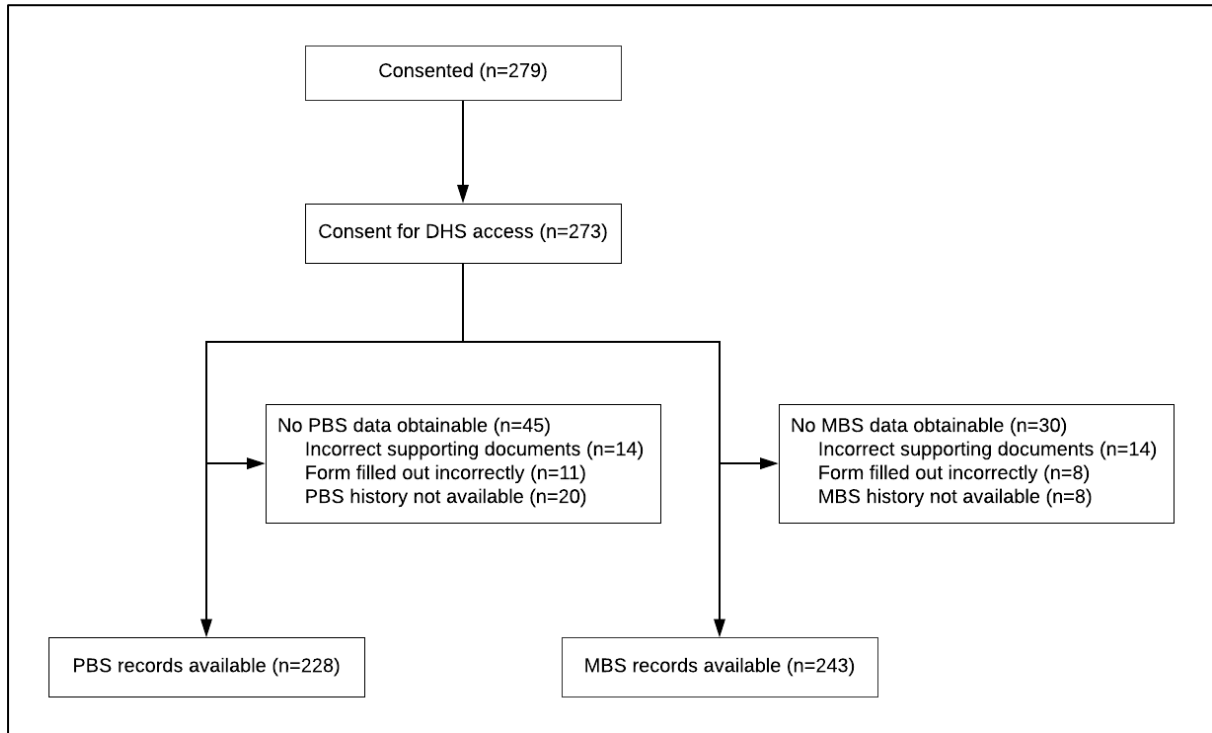 Consented (n=279)
Consent for DHS access (n=273)
No PBS data obtainable (n=45)
Incorrect supporting documents (n=14)
Form filled out incorrectly (n=11)
PBS history not available (n=20)
No MBS data obtainable (n=30)
Incorrect supporting documents (n=14)
Form filled out incorrectly (n=8)
MBS history not available (n=8)
PBS records available (n=228)
MBS records available (n=243)